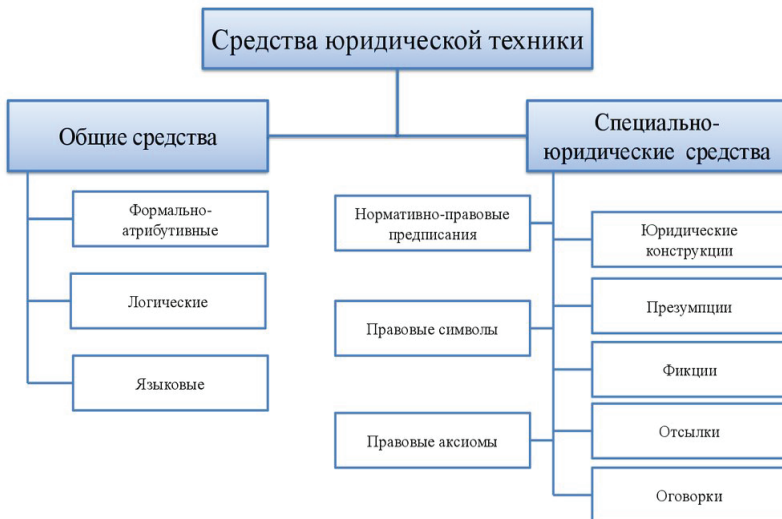 Средства юридической техники
Общие средства
Формально-
атрибутивные
Логические
Языковые
Специально-
юридические средства
Нормативно-правовые
предписания
Правовые символы
Правовые аксиомы
Юридические
конструкции
Презумпции
Фикции
Отсылки
Оговорки